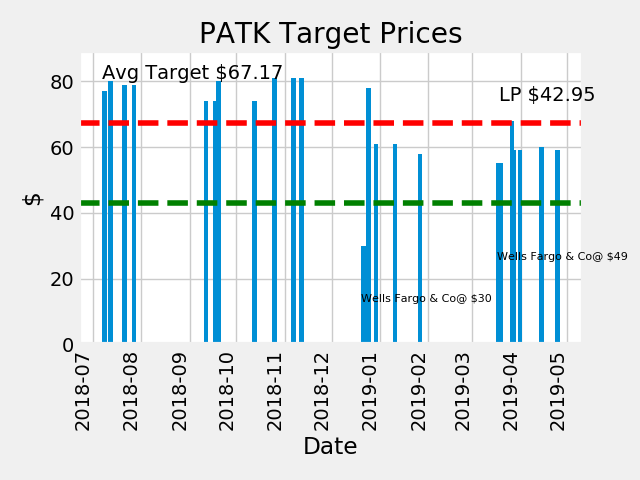 PATK Target Prices
Avg Target $67.17
LP $42.95
Wells Fargo & Co@ $49
Wells Fargo & Co@ $30
$
80
60
40
20
0
2018-07
2018-08
2018-09
2018-10
2018-11
2018-12
2019-01
2019-02
2019-03
2019-04
2019-05
Date